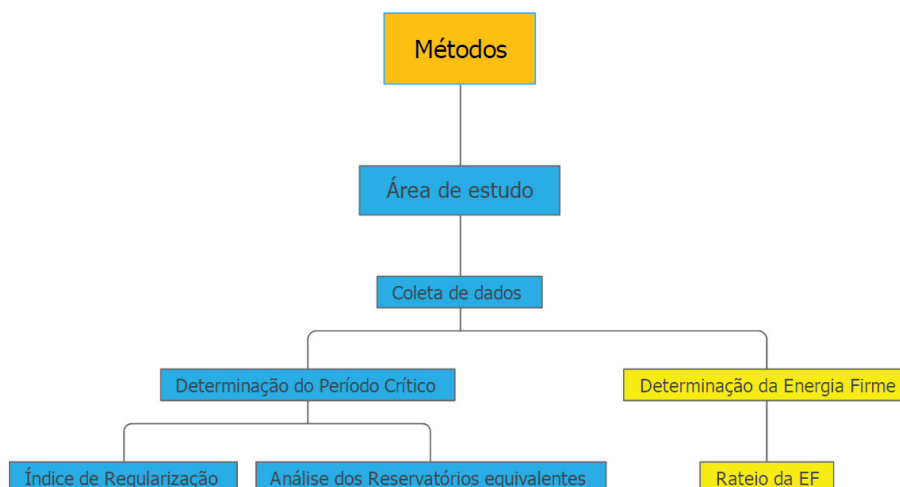 Métodos
Área de estudo
Coleta de dados
Determinação do Período Crítico
Determinação da Energia Firme
Índice de Regularização
Análise dos Reservatórios equivalentes
Rateio da EF